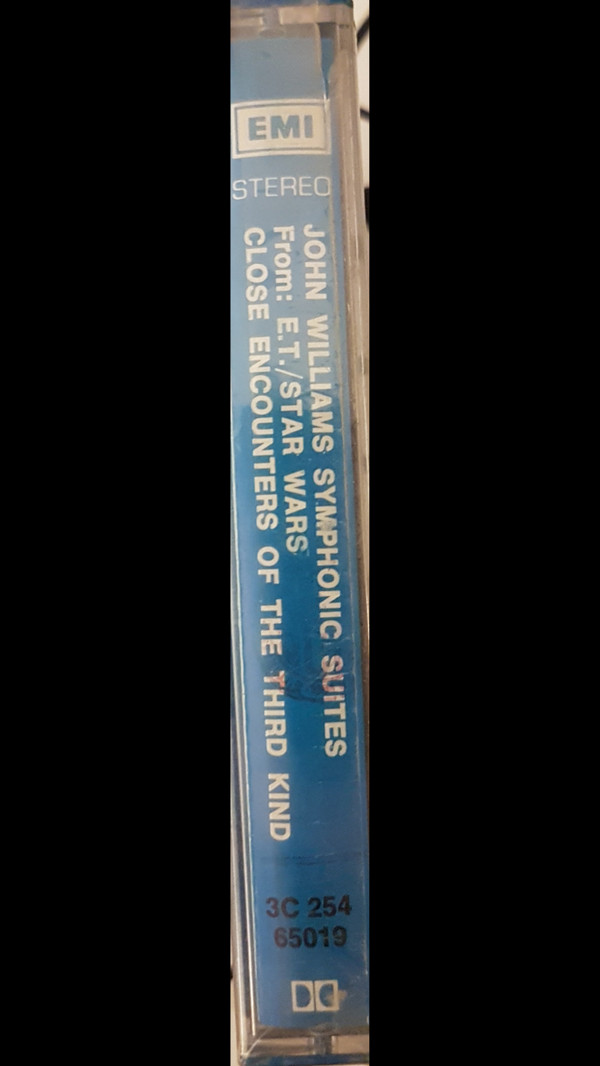 EMI
STEREO
JOHN WILLIAMS SYMPHONIC SUITES
From: E.T./STAR WARS
CLOSE ENCOUNTERS OF THE THIRD KIND
3C 254
65019